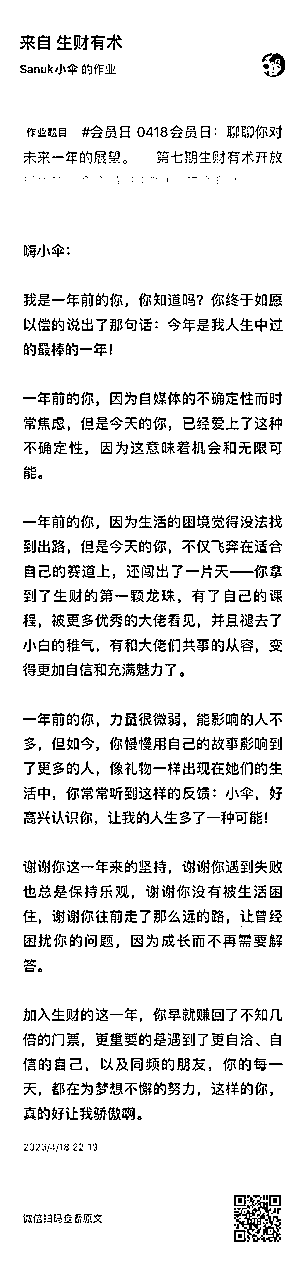 来自 生财有术
Sanuk小伞 的作业
作业题目 #会员日 0418会员日：聊聊你对
未来一年的展望。 第七期生财有术开放
嗨小伞：
我是一年前的你，你知道吗？你终于如愿
以偿的说出了那句话：今年是我人生中过
的最棒的一年！
一年前的你，因为自媒体的不确定性而时
常焦虑，但是今天的你，已经爱上了这种
不确定性，因为这意味着机会和无限可
能。
一年前的你，因为生活的困境觉得没法找
到出路，但是今天的你，不仅飞奔在适合
自己的赛道上，还闯出了一片天——你拿
到了生财的第一颗龙珠，有了自己的课
程，被更多优秀的大佬看见，并且褪去了
小白的稚气，有和大佬们共事的从容，变
得更加自信和充满魅力了。
一年前的你，力量很微弱，能影响的人不
多，但如今，你慢慢用自己的故事影响到
了更多的人，像礼物一样出现在她们的生
活中，你常常听到这样的反馈：小伞，好
高兴认识你，让我的人生多了一种可能！
谢谢你这一年来的坚持，谢谢你遇到失败
也总是保持乐观，谢谢你没有被生活困
住，谢谢你往前走了那么远的路，让曾经
困扰你的问题，因为成长而不再需要解
答。
加入生财的这一年，你早就赚回了不知几
倍的门票，更重要的是遇到了更自洽、自
信的自己，以及同频的朋友，你的每一
天，都在为梦想不懈的努力，这样的你，
真的好让我骄傲啊。
2023/4/18 22:13
微信扫码查看原文